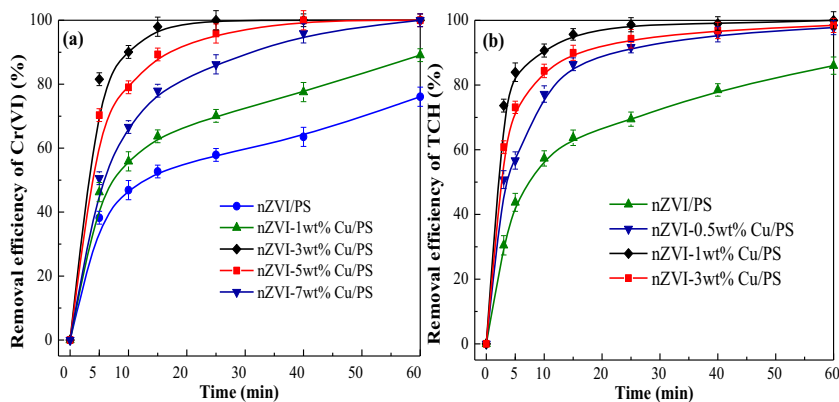 (a)
Removal efficiency of Cr(VI) (%)
120
100
80
60
40
20
0
nZVI/PS
nZVI-1wt% Cu/PS
nZVI-3wt% Cu/PS
nZVI-5wt% Cu/PS
nZVI-7wt% Cu/PS
0 5 10 20 30 40 50 60
Time (min)
(b)
Removal efficiency of TCH (%)
100
80
60
40
20
0
nZVI/PS
nZVI-0.5wt% Cu/PS
nZVI-1wt% Cu/PS
nZVI-3wt% Cu/PS
0 5 10 20 30 40 50 60
Time (min)